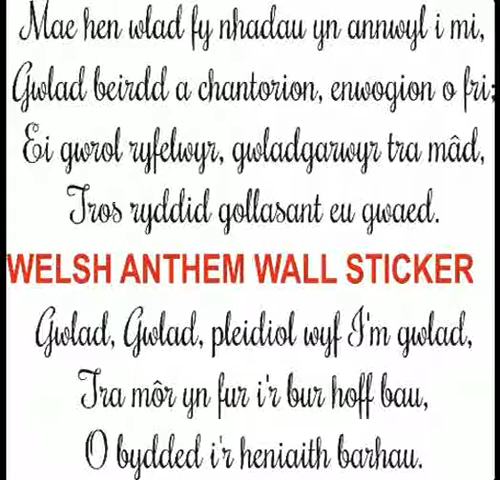 Mae hen wlad fy nhadau yn annwyl i mi,
Gwlad beirdd a chantorion, enwogion o fri;
Ei gwrol ryfelwyr, gwladgarwyr tra mâd,
Tros ryddid gollasant eu gwaed.
WELSH ANTHEM WALL STICKER
Gwlad, Gwlad, pleidiol wyf I'm gwlad,
Tra môr yn fur i'r bur hoff bau,
O bydded i'r heniaith barhau.